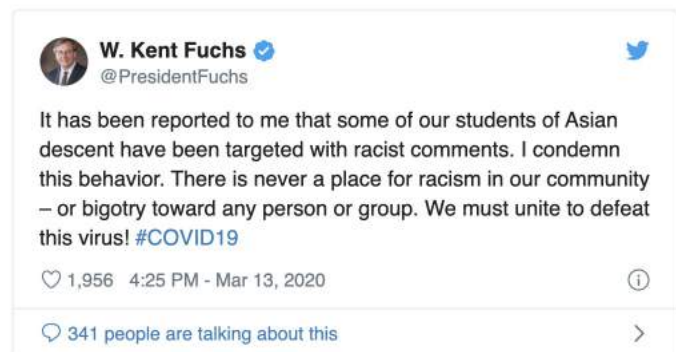 W. Kent Fuchs
@PresidentFuchs
It has been reported to me that some of our students of Asian
descent have been targeted with racist comments. I condemn
this behavior. There is never a place for racism in our community
– or bigotry toward any person or group. We must unite to defeat
this virus! #COVID19
1,956 4:25 PM - Mar 13, 2020
341 people are talking about this